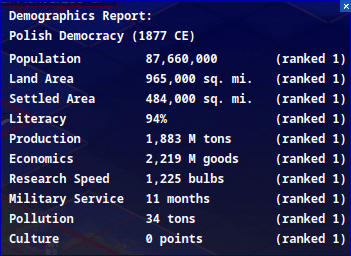 Demographics Report:
Polish Democracy (1877 CE)
Population 87,660,000 (ranked 1)
Land Area 965,000 sq. mi. (ranked 1)
Settled Area 484,000 sq. mi. (ranked 1)
Literacy 94% (ranked 1)
Production 1,883 M tons (ranked 1)
Economics 2,219 M goods (ranked 1)
Research Speed 1,225 bulbs (ranked 1)
Military Service 11 months (ranked 1)
Pollution 34 tons (ranked 1)
Culture 0 points (ranked 1)